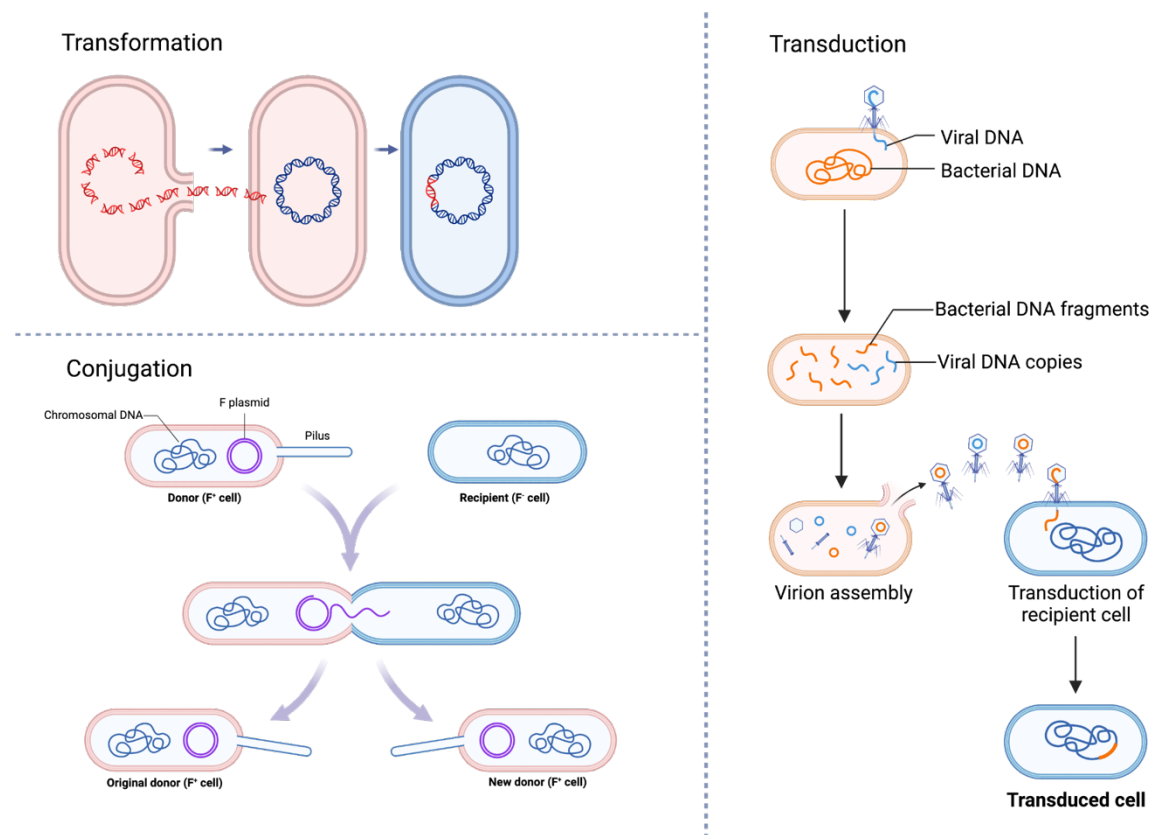 Transformation
Conjugation
Chromosomal DNA
F plasmid
Pilus
Donor (F⁺ cell)
Recipient (F⁻ cell)
Original donor (F⁺ cell)
New donor (F⁺ cell)
Transduction
Viral DNA
Bacterial DNA
Bacterial DNA fragments
Viral DNA copies
Virion assembly
Transduction of
recipient cell
Transduced cell